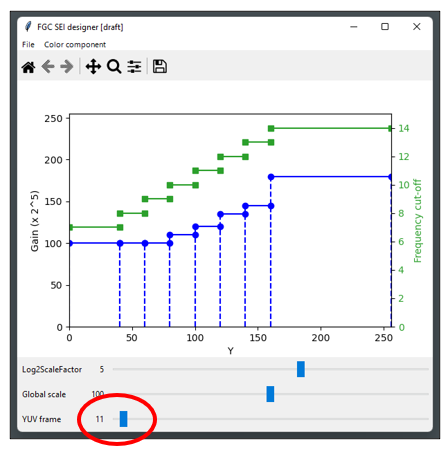 FGC SEI designer [draft]
File Color component
250
200
150
100
50
0
Gain (x 2^5)
14
12
10
8
6
4
2
0
Frequency cut-off
0 50 100 150 200 250
Y
Log2ScaleFactor 5
Global scale 100
YUV frame 11